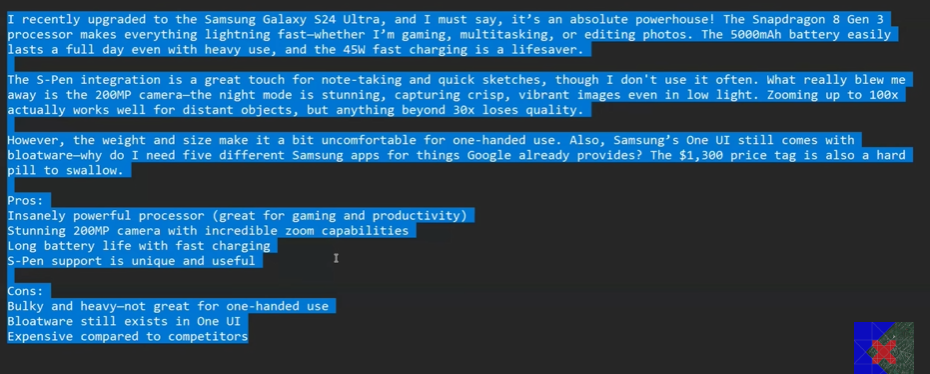 I recently upgraded to the Samsung Galaxy S24 Ultra, and I must say, it’s an absolute powerhouse! The Snapdragon 8 Gen 3
processor makes everything lightning fast—whether I’m gaming, multitasking, or editing photos. The 5000mAh battery easily
lasts a full day even with heavy use, and the 45W fast charging is a lifesaver.
The S-Pen integration is a great touch for note-taking and quick sketches, though I don't use it often. What really blew me
away is the 200MP camera—the night mode is stunning, capturing crisp, vibrant images even in low light. Zooming up to 100x
actually works well for distant objects, but anything beyond 30x loses quality.
However, the weight and size make it a bit uncomfortable for one-handed use. Also, Samsung’s One UI still comes with
bloatware—why do I need five different Samsung apps for things Google already provides? The $1,300 price tag is also a hard
pill to swallow.
Pros:
Insanely powerful processor (great for gaming and productivity)
Stunning 200MP camera with incredible zoom capabilities
Long battery life with fast charging
S-Pen support is unique and useful
Cons:
Bulky and heavy—not great for one-handed use
Bloatware still exists in One UI
Expensive compared to competitors